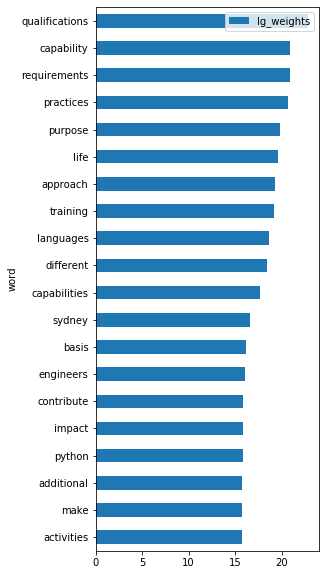 qualifications
lg_weights
capability
requirements
practices
purpose
life
approach
training
languages
different
capabilities
sydney
word
basis
engineers
contribute
impact
python
additional
make
activities
0 5 10 15 20